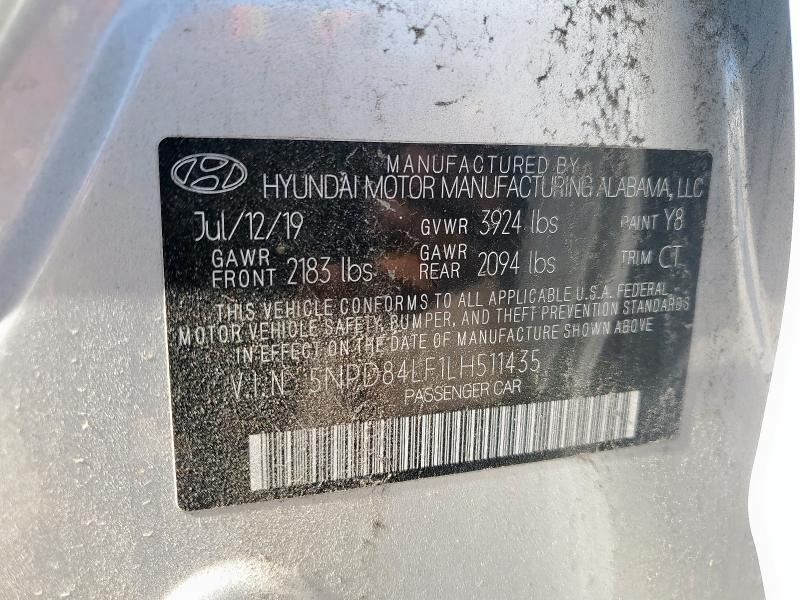 MANUFACTURED BY
HYUNDAI MOTOR MANUFACTURING ALABAMA, LLC
Jul/12/19 GVWR 3924 lbs PAINT Y8
GAWR FRONT 2183 lbs GAWR REAR 2094 lbs TRIM CT
THIS VEHICLE CONFORMS TO ALL APPLICABLE U.S.A. FEDERAL
MOTOR VEHICLE SAFETY, BUMPER, AND THEFT PREVENTION STANDARDS
IN EFFECT ON THE DATE OF MANUFACTURE SHOWN ABOVE
V.I.N. 5NPD84LF1LH511435
PASSENGER CAR